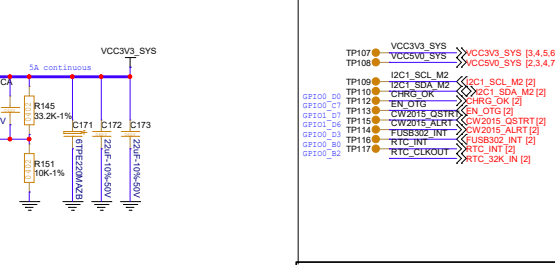 VCC3V3_SYS
5A continuous
CA
R145
33.2K-1%
V
C171
C172
C173
6TPE220MAZB
22uF-10%-50V
22uF-10%-50V
R151
10K-1%
TP107 VCC3V3_SYS VCC3V3_SYS [3,4,5,6
TP108 VCC5V0_SYS VCC5V0_SYS [2,3,4,7
TP109 I2C1_SCL_M2 I2C1_SCL_M2 [2]
TP110 I2C1_SDA_M2 I2C1_SDA_M2 [2]
GPIO0_D0 TP112 CHRG_OK CHRG_OK [2]
GPIO0_C7 TP113 EN_OTG EN_OTG [2]
GPIO1_D7 TP115 CW2015_QSTRT CW2015_QSTRT [2]
GPIO1_D6 TP114 CW2015_ALRT CW2015_ALRT [2]
GPIO0_D3 TP116 FUSB302_INT FUSB302_INT [2]
GPIO0_B0 TP117 RTC_INT RTC_INT [2]
GPIO0_B2 RTC_CLKOUT RTC_32K_IN [2]